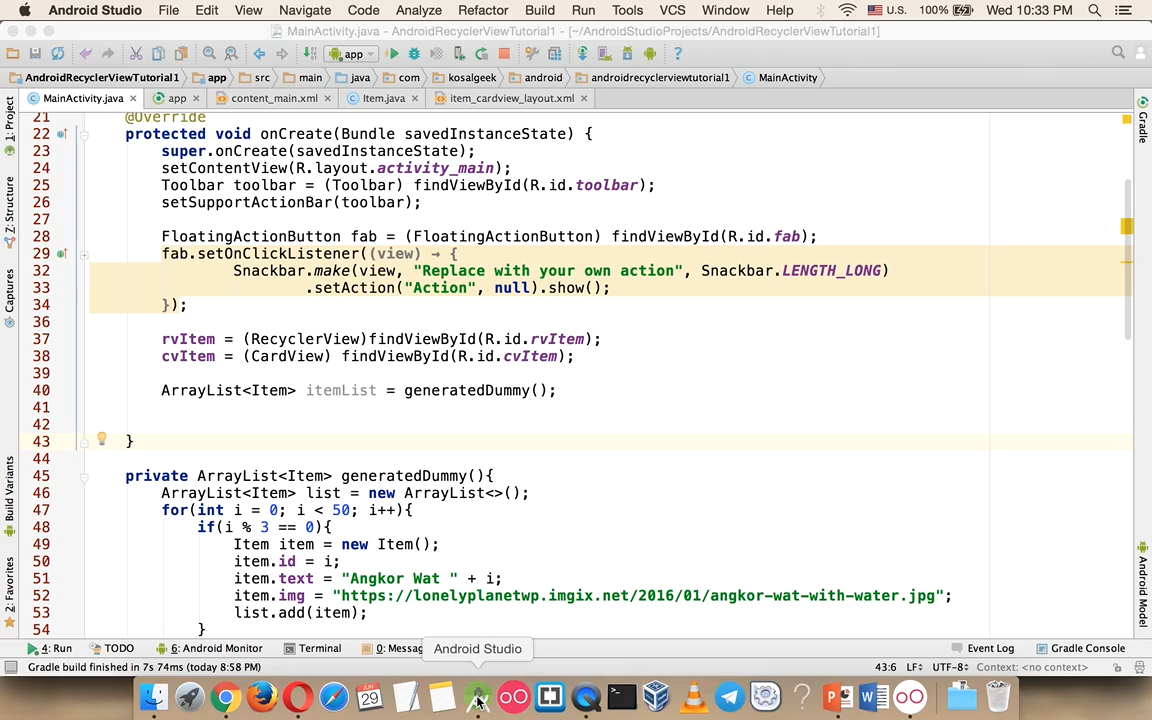 Android Studio File Edit View Navigate Code Analyze Refactor Build Run Tools VCS Window Help U.S. 100% Wed 10:33 PM
MainActivity.java - AndroidRecyclerViewTutorial1 - [~/AndroidStudioProjects/AndroidRecyclerViewTutorial1]
app
AndroidRecyclerViewTutorial1 app src main java com kosalgeek android androidrecyclerviewtutorial1 MainActivity
MainActivity.java app content_main.xml Item.java item_cardview_layout.xml
1: Project
Z: Structure
Captures
Build Variants
2: Favorites
Gradle
Android Model
21 @Override
22 protected void onCreate(Bundle savedInstanceState) {
23 super.onCreate(savedInstanceState);
24 setContentView(R.layout.activity_main);
25 Toolbar toolbar = (Toolbar) findViewById(R.id.toolbar);
26 setSupportActionBar(toolbar);
27
28 FloatingActionButton fab = (FloatingActionButton) findViewById(R.id.fab);
29 fab.setOnClickListener((view) → {
32 Snackbar.make(view, "Replace with your own action", Snackbar.LENGTH_LONG)
33 .setAction("Action", null).show();
34 });
36
37 rvItem = (RecyclerView)findViewById(R.id.rvItem);
38 cvItem = (CardView) findViewById(R.id.cvItem);
39
40 ArrayList<Item> itemList = generatedDummy();
41
42
43 }
44
45 private ArrayList<Item> generatedDummy(){
46 ArrayList<Item> list = new ArrayList<>();
47 for(int i = 0; i < 50; i++){
48 if(i % 3 == 0){
49 Item item = new Item();
50 item.id = i;
51 item.text = "Angkor Wat " + i;
52 item.img = "https://lonelyplanetwp.imgix.net/2016/01/angkor-wat-with-water.jpg";
53 list.add(item);
54 }
4: Run TODO 6: Android Monitor Terminal 0: Messag Event Log Gradle Console
Android Studio
Gradle build finished in 7s 74ms (today 8:58 PM) 43:6 LF÷ UTF-8÷ Context: <no context>
JUN
29